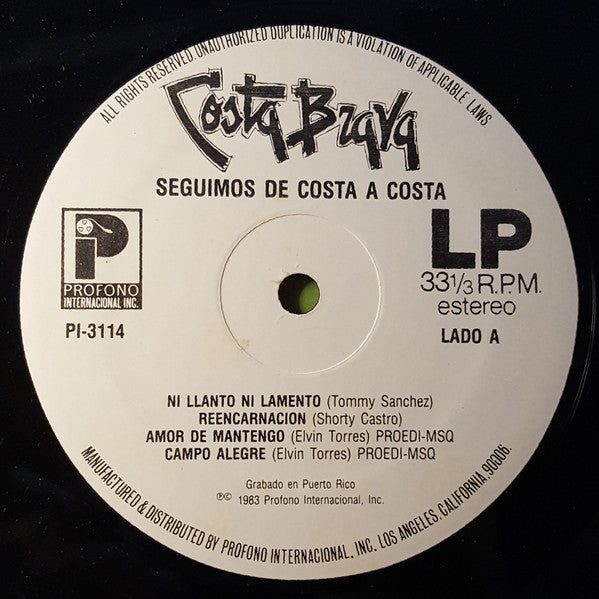 ALL RIGHTS RESERVED. UNAUTHORIZED DUPLICATION IS A VIOLATION OF APPLICABLE LAWS
Costa Brava
SEGUIMOS DE COSTA A COSTA
PROFONO
INTERNACIONAL INC.
PI-3114
LP
33 1/3 R.P.M.
estereo
LADO A
NI LLANTO NI LAMENTO (Tommy Sanchez)
REENCARNACION (Shorty Castro)
AMOR DE MANTENGO (Elvin Torres) PROEDI-MSQ
CAMPO ALEGRE (Elvin Torres) PROEDI-MSQ
Grabado en Puerto Rico
℗© 1983 Profono Internacional, Inc.
MANUFACTURED & DISTRIBUTED BY PROFONO INTERNACIONAL, INC. LOS ANGELES, CALIFORNIA, 90006.